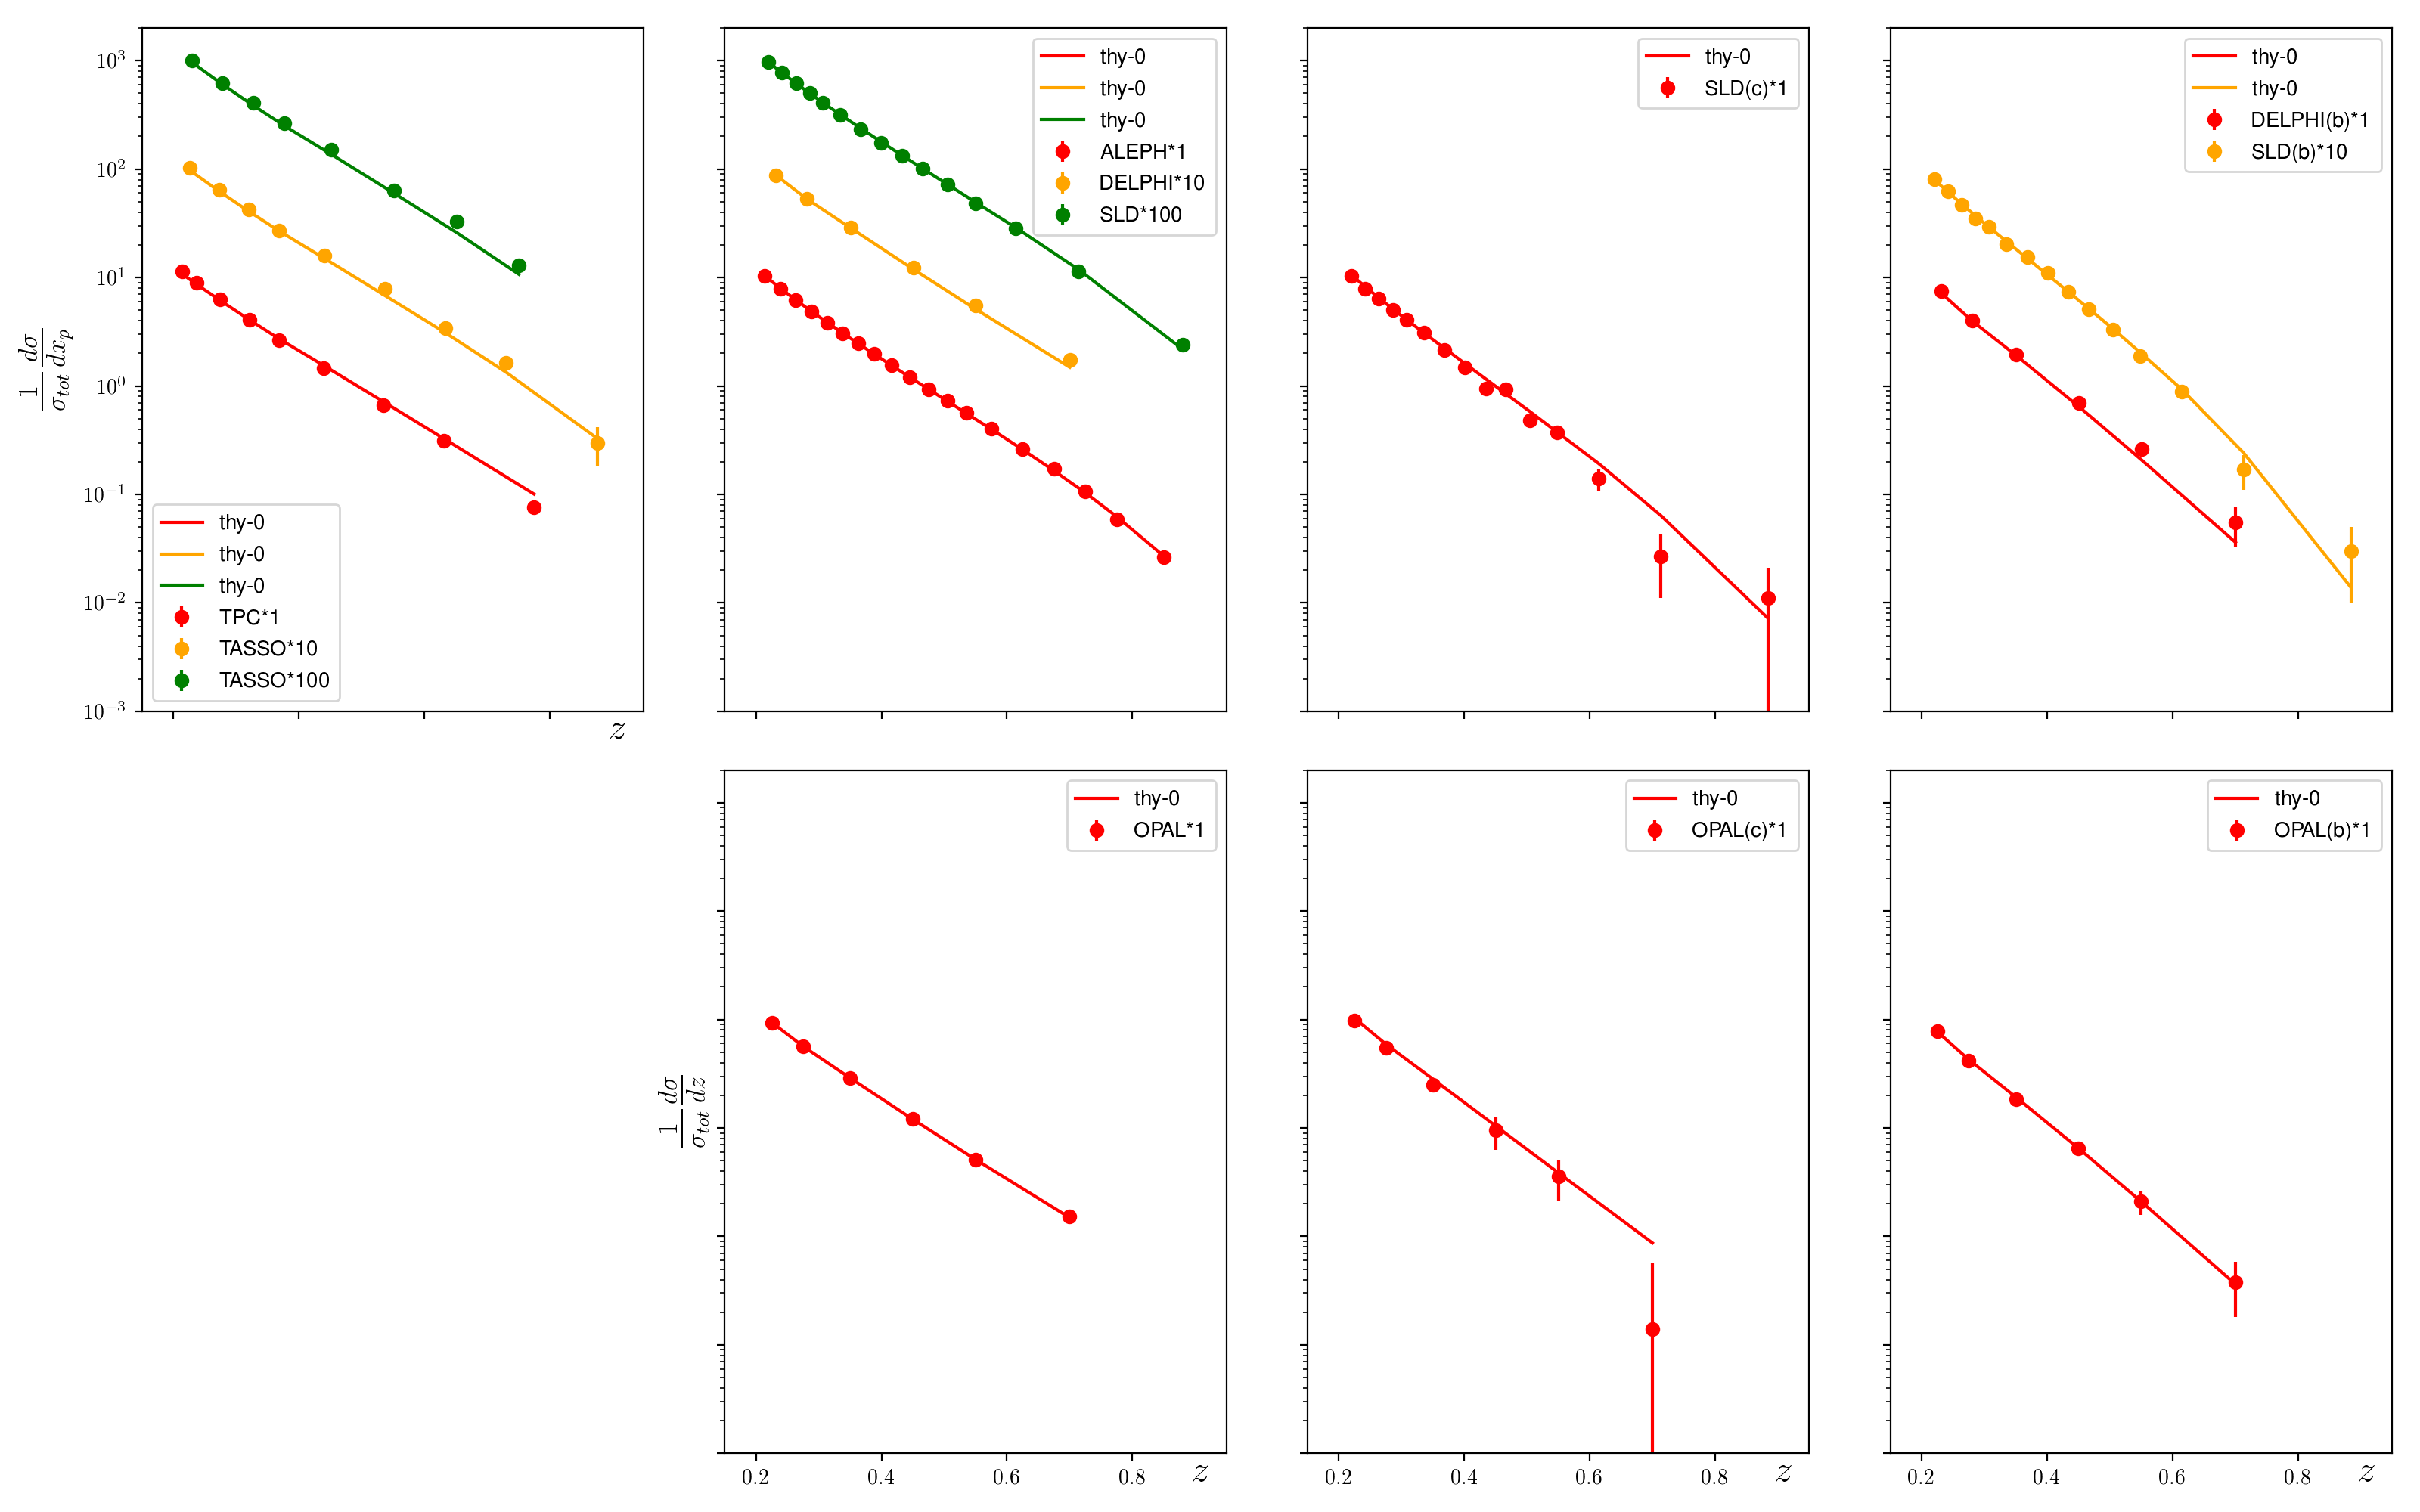 10^3
10^2
10^1
10^0
10^-1
10^-2
10^-3
1/σ_tot dσ/dx_p
thy-0
thy-0
thy-0
TPC*1
TASSO*10
TASSO*100
z
thy-0
thy-0
thy-0
ALEPH*1
DELPHI*10
SLD*100
thy-0
SLD(c)*1
thy-0
thy-0
DELPHI(b)*1
SLD(b)*10
1/σ_tot dσ/dz
thy-0
OPAL*1
0.2 0.4 0.6 0.8 z
thy-0
OPAL(c)*1
0.2 0.4 0.6 0.8 z
thy-0
OPAL(b)*1
0.2 0.4 0.6 0.8 z